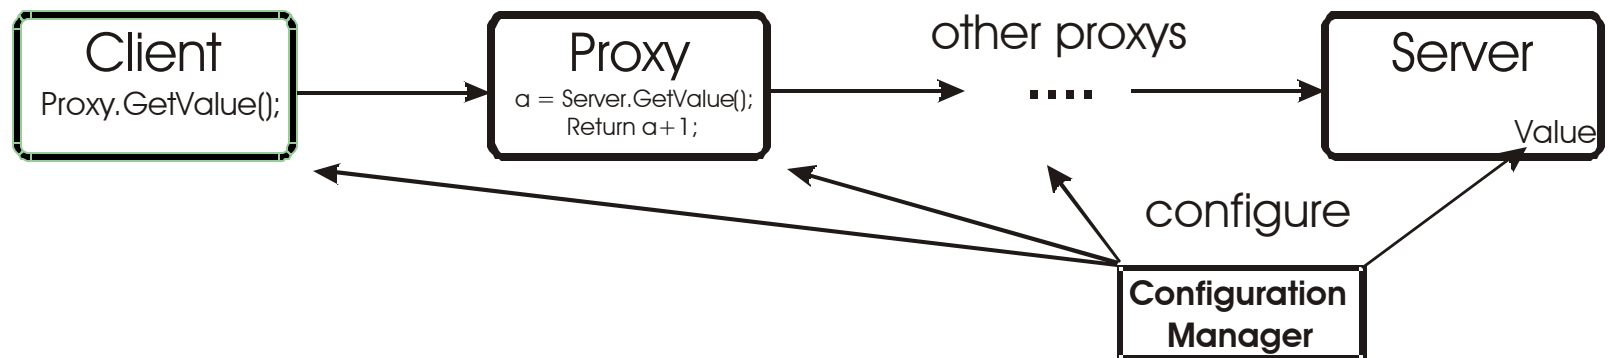 Client
Proxy.GetValue();
Proxy
a = Server.GetValue();
Return a+1;
other proxys
....
Server
Value
configure
Configuration
Manager